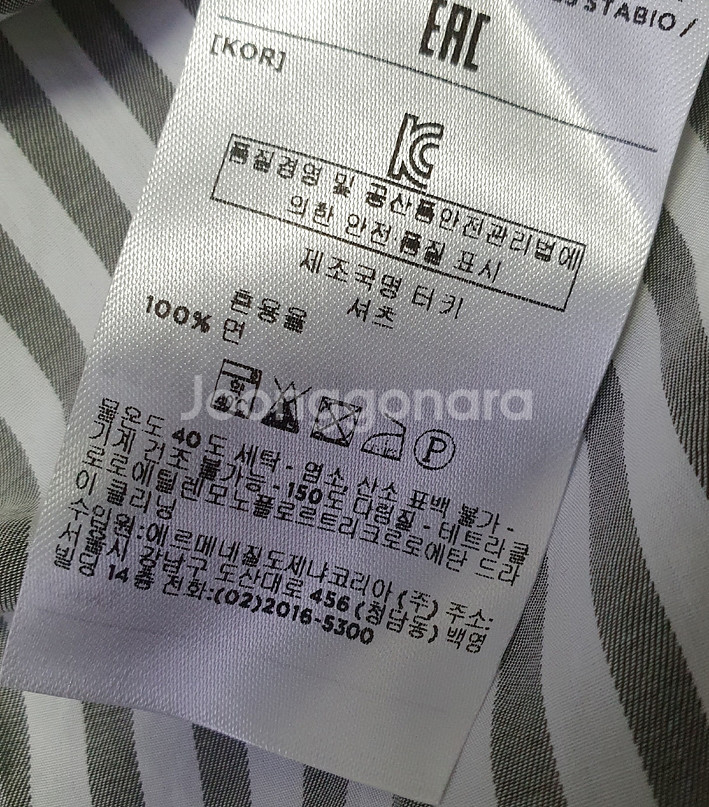 STABIO /
EAC
[KOR]
KC
품질경영 및 공산품안전관리법에
의한 안전 품질 표시
제조국명 터키
혼용율 셔츠
100% 면
Joonggonara
물온도 40도 세탁 - 염소 산소 표백 불가 -
기계 건조 불가능 - 150도 다림질 - 테트라클
로로에틸렌모노플로르트리크로로에탄 드라
이 클리닝
수입원:에르메네질도제냐코리아 (주) 주소:
서울시 강남구 도산대로 456 (청담동) 백영
빌딩 14층 전화:(02)2016-5300